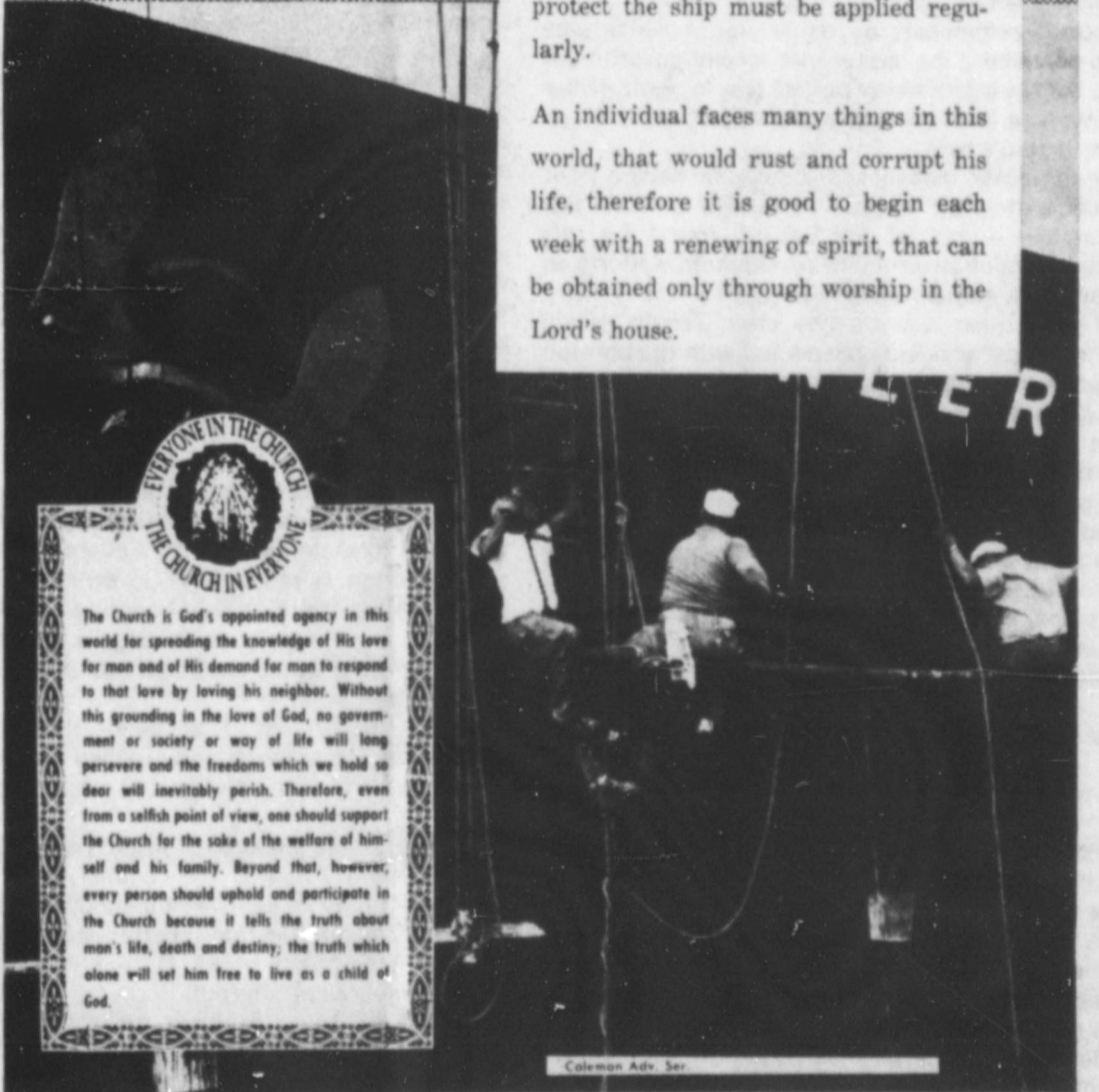 protect the ship must be applied regu-
larly.
An individual faces many things in this
world, that would rust and corrupt his
life, therefore it is good to begin each
week with a renewing of spirit, that can
be obtained only through worship in the
Lord's house.
LER
EVERYONE IN THE CHURCH
THE CHURCH IN EVERYONE
The Church is God's appointed agency in this
world for spreading the knowledge of His love
for man and of His demand for man to respond
to that love by loving his neighbor. Without
this grounding in the love of God, no govern-
ment or society or way of life will long
persevere and the freedoms which we hold so
dear will inevitably perish. Therefore, even
from a selfish point of view, one should support
the Church for the sake of the welfare of him-
self and his family. Beyond that, however,
every person should uphold and participate in
the Church because it tells the truth about
man's life, death and destiny; the truth which
alone will set him free to live as a child of
God.
Coleman Adv. Ser.